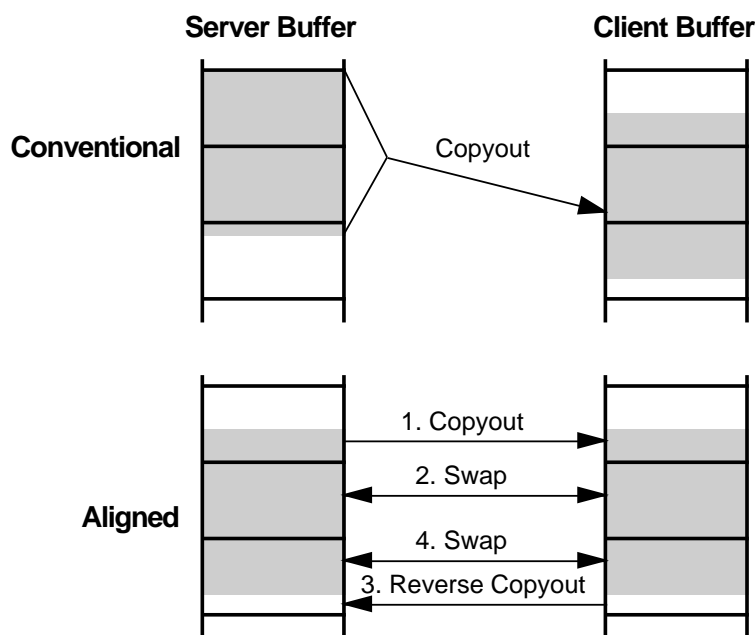 Server Buffer
Client Buffer
Conventional
Copyout
1. Copyout
2. Swap
Aligned
4. Swap
3. Reverse Copyout